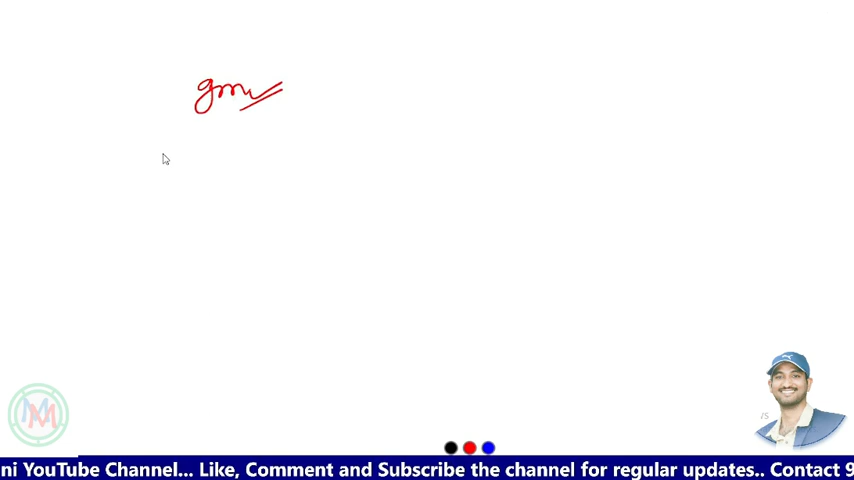 gm
ni YouTube Channel... Like, Comment and Subscribe the channel for regular updates.. Contact 9